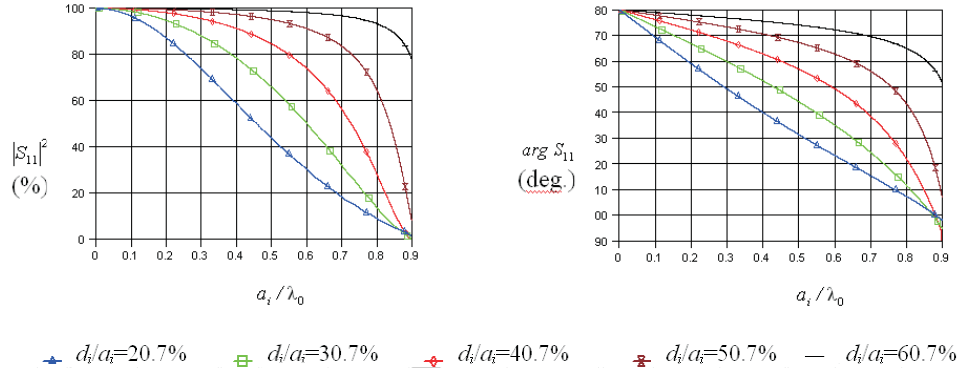 100
80
60
40
20
0
|S₁₁|²
(%)
0 0.1 0.2 0.3 0.4 0.5 0.6 0.7 0.8 0.9
aᵢ / λ₀
80
70
60
50
40
30
20
10
00
90
arg S₁₁
(deg.)
0 0.1 0.2 0.3 0.4 0.5 0.6 0.7 0.8 0.9
aᵢ / λ₀
dᵢ/aᵢ=20.7% dᵢ/aᵢ=30.7% dᵢ/aᵢ=40.7% dᵢ/aᵢ=50.7% dᵢ/aᵢ=60.7%